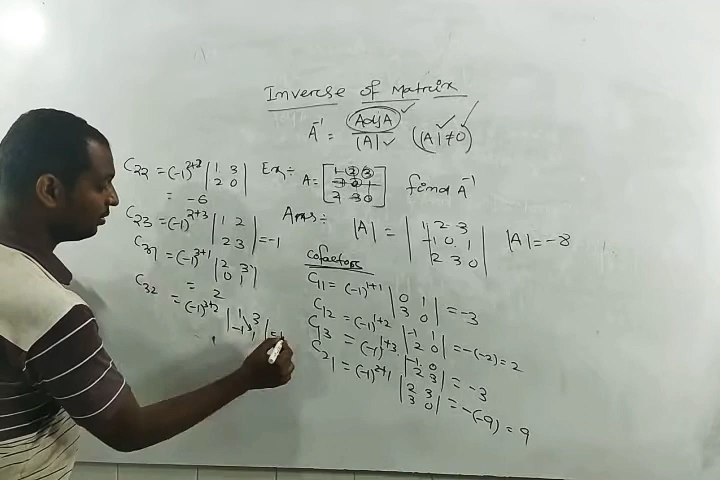 Inverse of Matrix
A⁻¹ = AdjA / |A| (|A| ≠ 0)
Ex:- A = [1 2 3
-1 0 1
2 3 0] find A⁻¹
Ans:- |A| = |1 2 3
-1 0 1
2 3 0| |A| = -8
Cofactors
C11 = (-1)^1+1 |0 1
3 0| = -3
C12 = (-1)^1+2 |-1 1
2 0| = -(-2) = 2
C13 = (-1)^1+3 |-1 0
2 3| = -3
C21 = (-1)^2+1 |2 3
3 0| = -(-9) = 9
C22 = (-1)^2+2 |1 3
2 0|
= -6
C23 = (-1)^2+3 |1 2
2 3| = -1
C31 = (-1)^3+1 |2 3
0 1|
= 2
C32 = (-1)^3+2 |1 3
-1 1| =